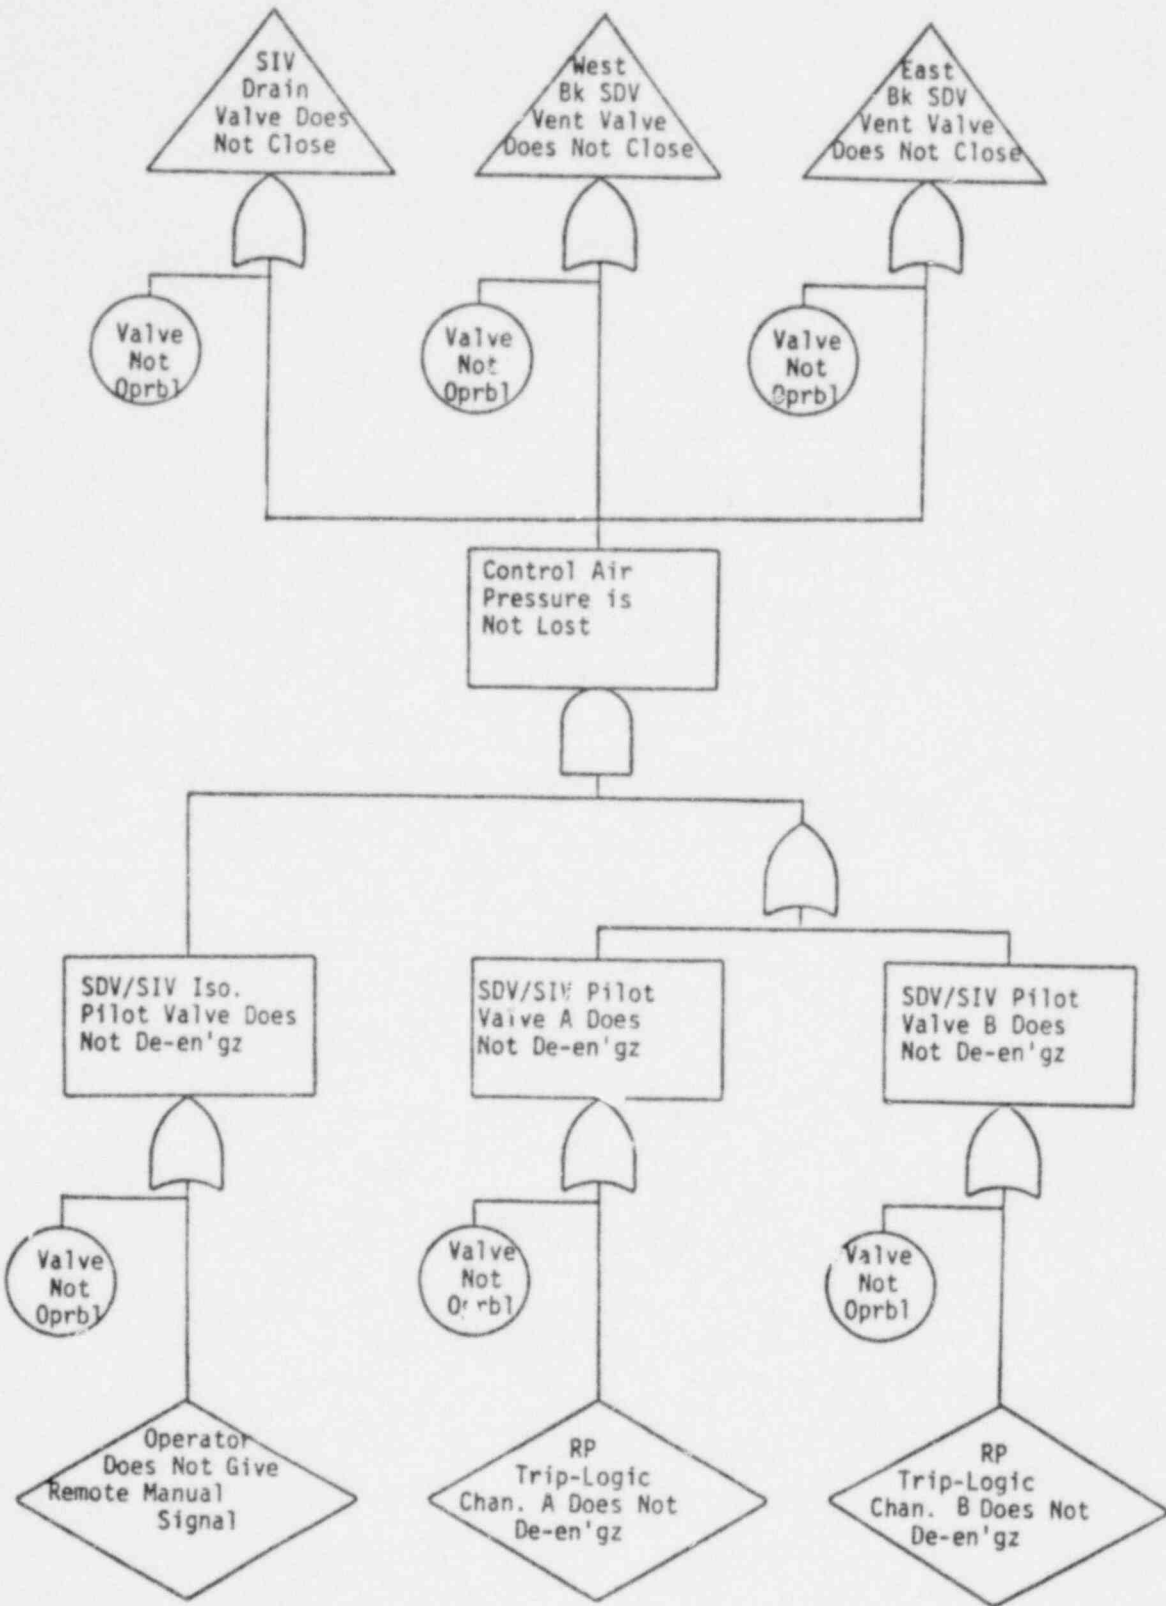 SIV
Drain
Valve Does
Not Close
West
Bk SDV
Vent Valve
Does Not Close
East
Bk SDV
Vent Valve
Does Not Close
Valve
Not
Oprbl
Valve
Not
Oprbl
Valve
Not
Oprbl
Control Air
Pressure is
Not Lost
SDV/SIV Iso.
Pilot Valve Does
Not De-en'gz
SDV/SIV Pilot
Valve A Does
Not De-en'gz
SDV/SIV Pilot
Valve B Does
Not De-en'gz
Valve
Not
Oprbl
Valve
Not
Oprbl
Valve
Not
Oprbl
Operator
Does Not Give
Remote Manual
Signal
RP
Trip-Logic
Chan. A Does Not
De-en'gz
RP
Trip-Logic
Chan. B Does Not
De-en'gz